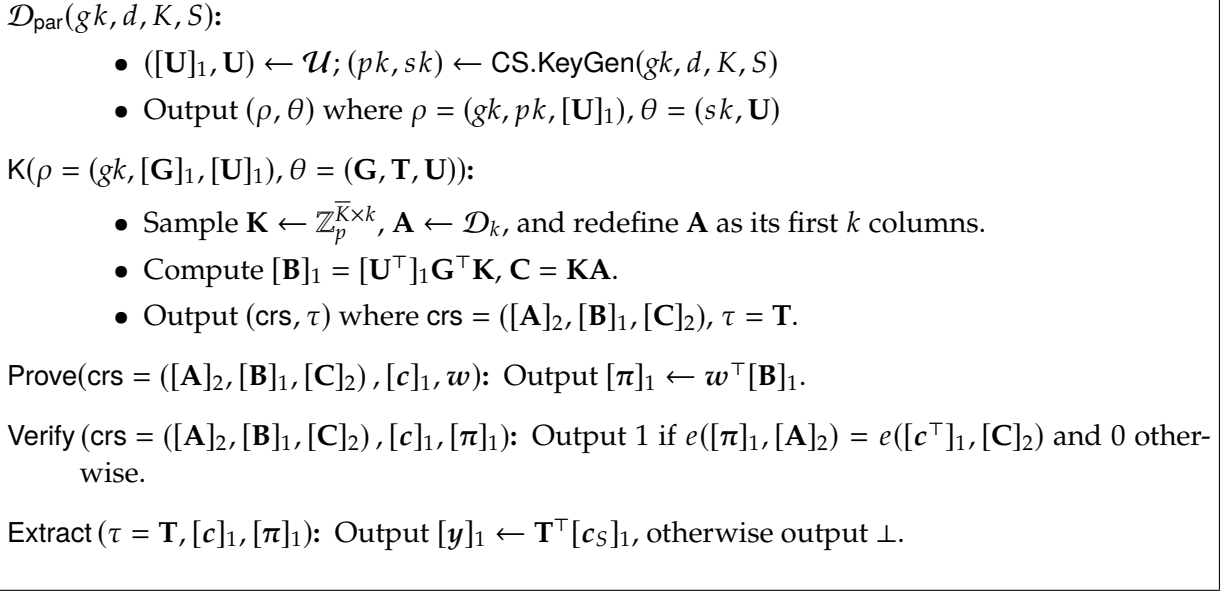 𝓓par(gk, d, K, S):
• ([U]₁, U) ← 𝓤; (pk, sk) ← CS.KeyGen(gk, d, K, S)
• Output (ρ, θ) where ρ = (gk, pk, [U]₁), θ = (sk, U)
K(ρ = (gk, [G]₁, [U]₁), θ = (G, T, U)):
• Sample K ← ℤₚ^{K̅×k}, A ← 𝓓ₖ, and redefine A as its first k columns.
• Compute [B]₁ = [U⊤]₁G⊤K, C = KA.
• Output (crs, τ) where crs = ([A]₂, [B]₁, [C]₂), τ = T.
Prove(crs = ([A]₂, [B]₁, [C]₂) , [c]₁, w): Output [π]₁ ← w⊤[B]₁.
Verify (crs = ([A]₂, [B]₁, [C]₂) , [c]₁, [π]₁): Output 1 if e([π]₁, [A]₂) = e([c⊤]₁, [C]₂) and 0 other-
wise.
Extract (τ = T, [c]₁, [π]₁): Output [y]₁ ← T⊤[c_S]₁, otherwise output ⊥.